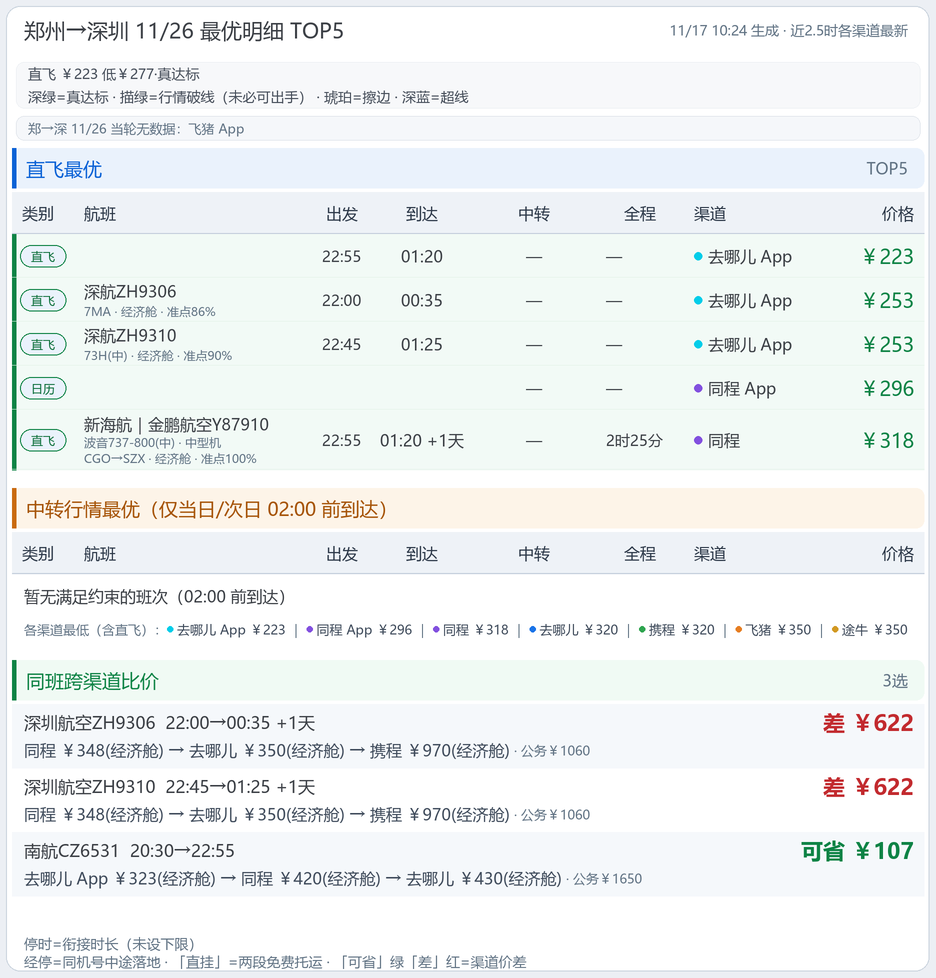 郑州→深圳 11/26 最优明细 TOP5
11/17 10:24 生成 · 近2.5时各渠道最新
直飞 ￥223 低￥277·真达标
深绿=真达标 · 描绿=行情破线（未必可出手） · 琥珀=擦边 · 深蓝=超线
郑→深 11/26 当轮无数据：飞猪 App
直飞最优 TOP5
类别 航班 出发 到达 中转 全程 渠道 价格
直飞 22:55 01:20 — — 去哪儿 App ￥223
直飞 深航ZH9306 22:00 00:35 — — 去哪儿 App ￥253
7MA · 经济舱 · 准点86%
直飞 深航ZH9310 22:45 01:25 — — 去哪儿 App ￥253
73H(中) · 经济舱 · 准点90%
日历 — — 同程 App ￥296
直飞 新海航｜金鹏航空Y87910 22:55 01:20 +1天 — 2时25分 同程 ￥318
波音737-800(中) · 中型机
CGO→SZX · 经济舱 · 准点100%
中转行情最优（仅当日/次日 02:00 前到达）
类别 航班 出发 到达 中转 全程 渠道 价格
暂无满足约束的班次（02:00 前到达）
各渠道最低（含直飞）: 去哪儿 App ￥223 | 同程 App ￥296 | 同程 ￥318 | 去哪儿 ￥320 | 携程 ￥320 | 飞猪 ￥350 | 途牛 ￥350
同班跨渠道比价 3选
深圳航空ZH9306 22:00→00:35 +1天 差 ￥622
同程 ￥348(经济舱) → 去哪儿 ￥350(经济舱) → 携程 ￥970(经济舱) · 公务￥1060
深圳航空ZH9310 22:45→01:25 +1天 差 ￥622
同程 ￥348(经济舱) → 去哪儿 ￥350(经济舱) → 携程 ￥970(经济舱) · 公务￥1060
南航CZ6531 20:30→22:55 可省 ￥107
去哪儿 App ￥323(经济舱) → 同程 ￥420(经济舱) → 去哪儿 ￥430(经济舱) · 公务￥1650
停时=衔接时长（未设下限）
经停=同机号中途落地 · 「直挂」=两段免费托运 · 「可省」绿「差」红=渠道价差